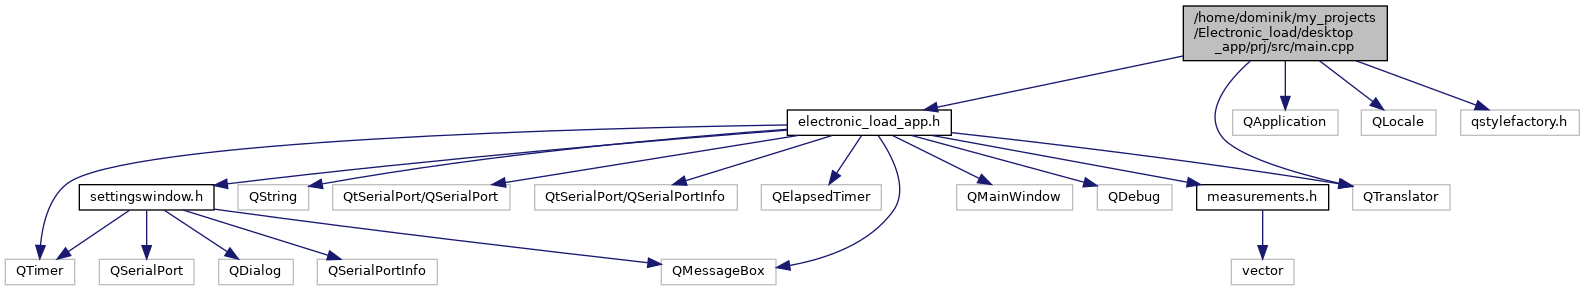 /home/dominik/my_projects
/Electronic_load/desktop
_app/prj/src/main.cpp
electronic_load_app.h
QApplication
QLocale
qstylefactory.h
settingswindow.h
QString
QtSerialPort/QSerialPort
QtSerialPort/QSerialPortInfo
QElapsedTimer
QMainWindow
QDebug
measurements.h
QTranslator
QTimer
QSerialPort
QDialog
QSerialPortInfo
QMessageBox
vector